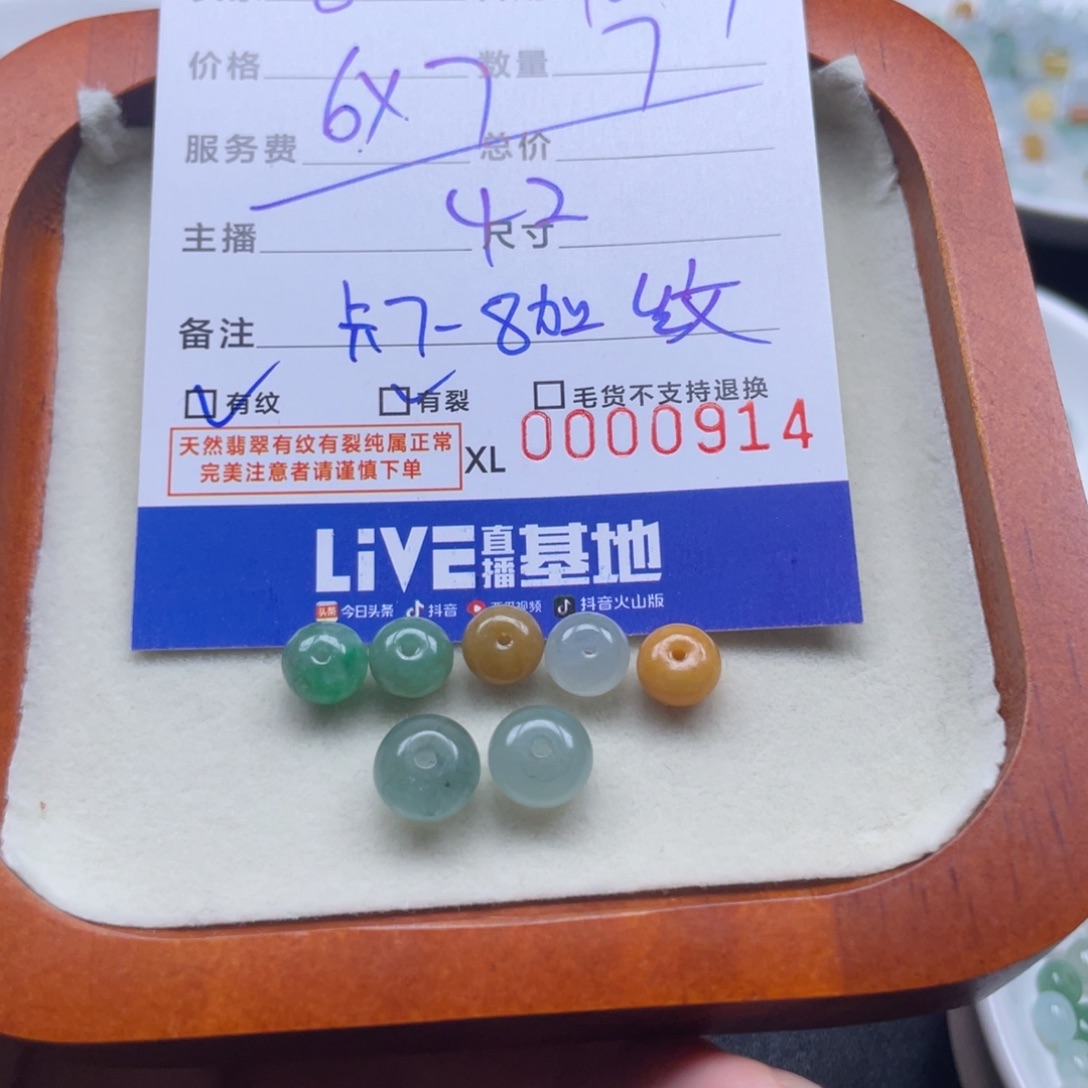 价格 6×7 数量 7
服务费 总价
42
主播 尺寸
备注 卡7-8加 纹
有纹 有裂 毛货不支持退换
天然翡翠有纹有裂纯属正常
完美注意者请谨慎下单
XL 0000914
LiVE直播基地
头条 今日头条 抖音 西瓜视频 抖音火山版